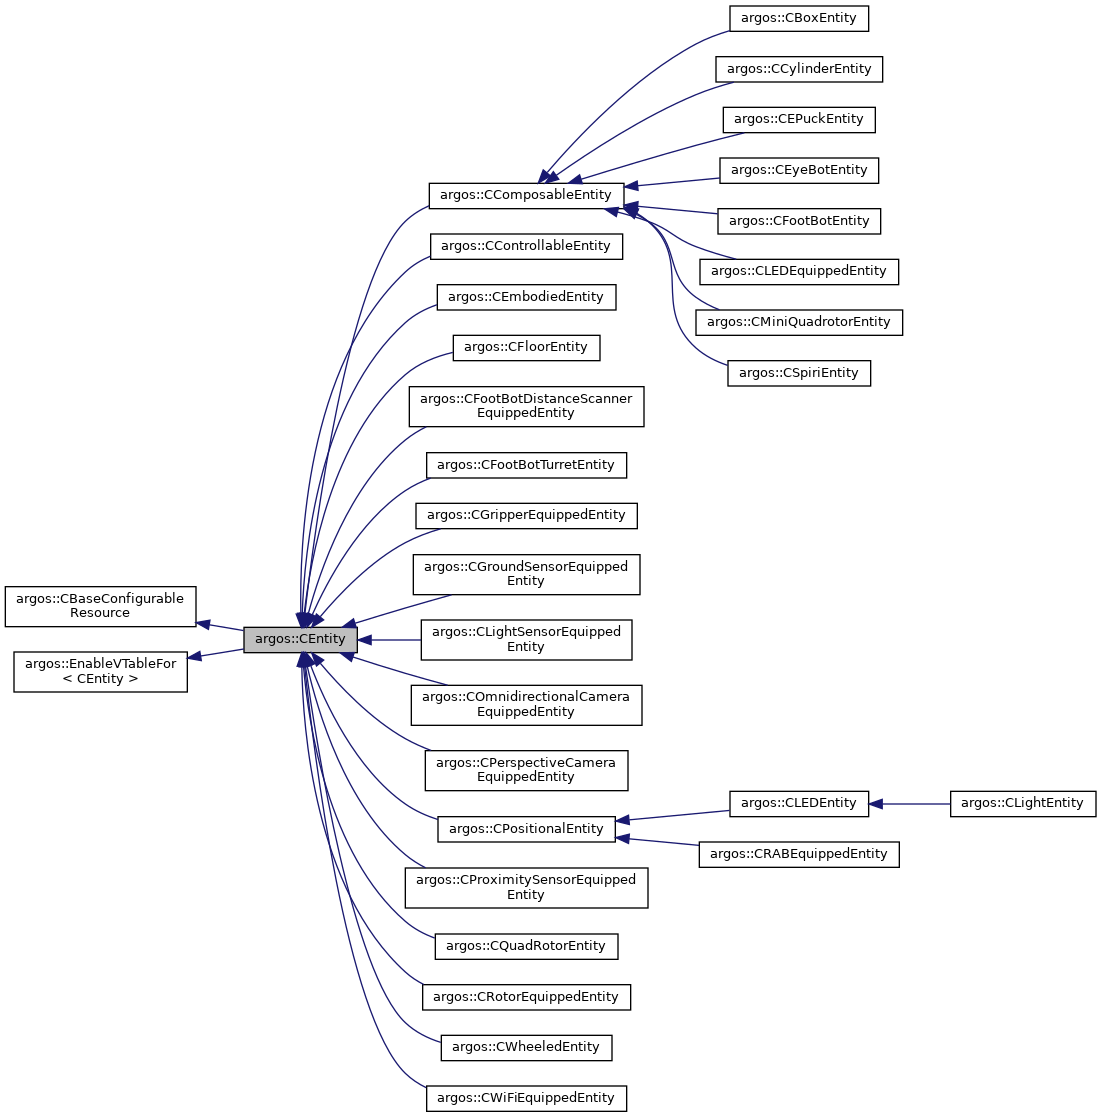 argos::CBoxEntity
argos::CCylinderEntity
argos::CEPuckEntity
argos::CEyeBotEntity
argos::CComposableEntity
argos::CFootBotEntity
argos::CControllableEntity
argos::CLEDEquippedEntity
argos::CEmbodiedEntity
argos::CMiniQuadrotorEntity
argos::CFloorEntity
argos::CSpiriEntity
argos::CFootBotDistanceScanner
EquippedEntity
argos::CFootBotTurretEntity
argos::CGripperEquippedEntity
argos::CGroundSensorEquipped
Entity
argos::CBaseConfigurable
Resource
argos::CLightSensorEquipped
Entity
argos::CEntity
argos::EnableVTableFor
< CEntity >
argos::COmnidirectionalCamera
EquippedEntity
argos::CPerspectiveCamera
EquippedEntity
argos::CLEDEntity
argos::CLightEntity
argos::CPositionalEntity
argos::CRABEquippedEntity
argos::CProximitySensorEquipped
Entity
argos::CQuadRotorEntity
argos::CRotorEquippedEntity
argos::CWheeledEntity
argos::CWiFiEquippedEntity